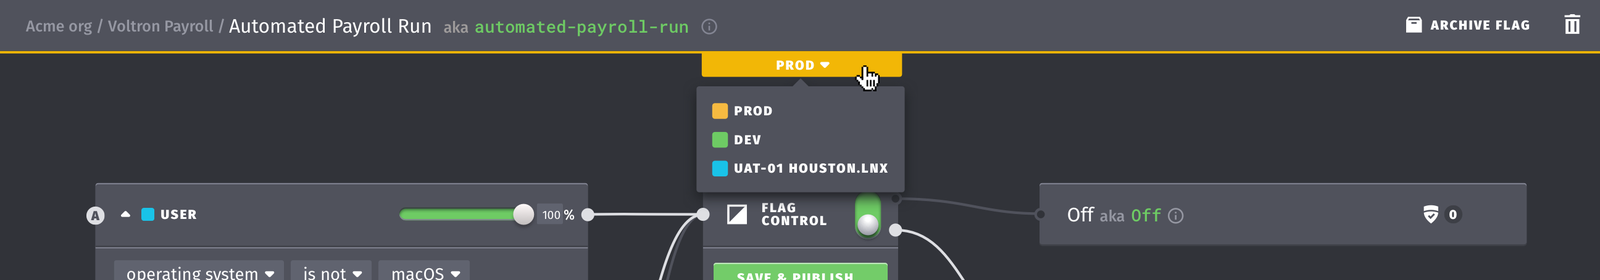 Acme org / Voltron Payroll / Automated Payroll Run aka automated-payroll-run
ARCHIVE FLAG
PROD
PROD
DEV
UAT-01 HOUSTON.LNX
A USER 100 %
FLAG
CONTROL
Off aka Off 0
operating system is not macOS
SAVE & PUBLISH